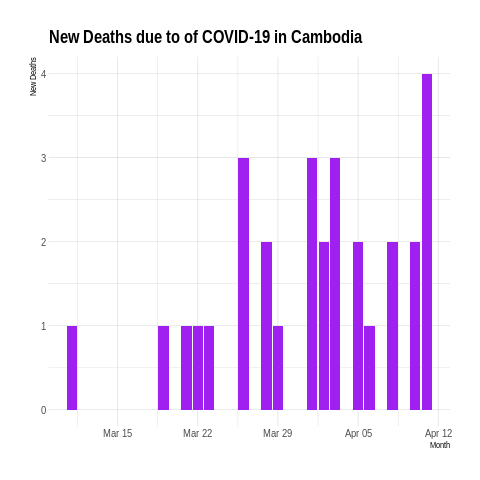 New Deaths due to of COVID-19 in Cambodia
New Deaths
4
3
2
1
0
Mar 15 Mar 22 Mar 29 Apr 05 Apr 12
Month